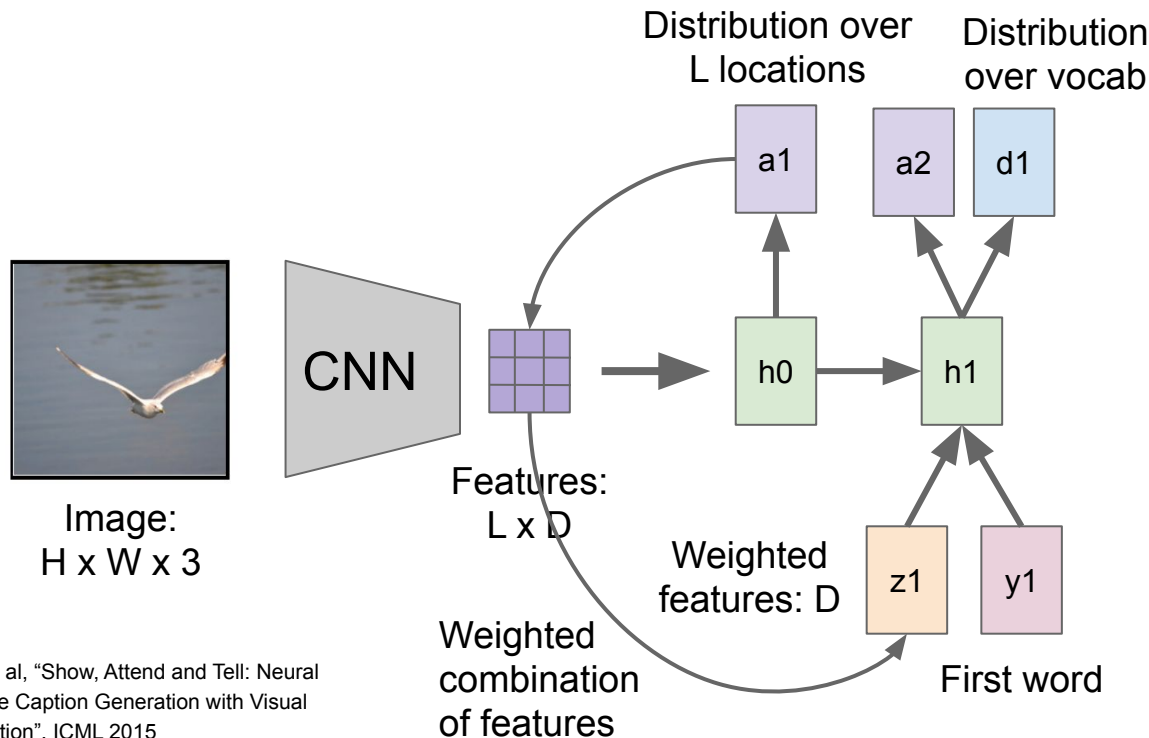 Distribution over
L locations
Distribution
over vocab
a1
a2
d1
CNN
h0
h1
Features:
L x D
Image:
H x W x 3
Weighted
features: D
z1
y1
First word
Weighted
combination
of features
al, “Show, Attend and Tell: Neural
e Caption Generation with Visual
tion”, ICML 2015